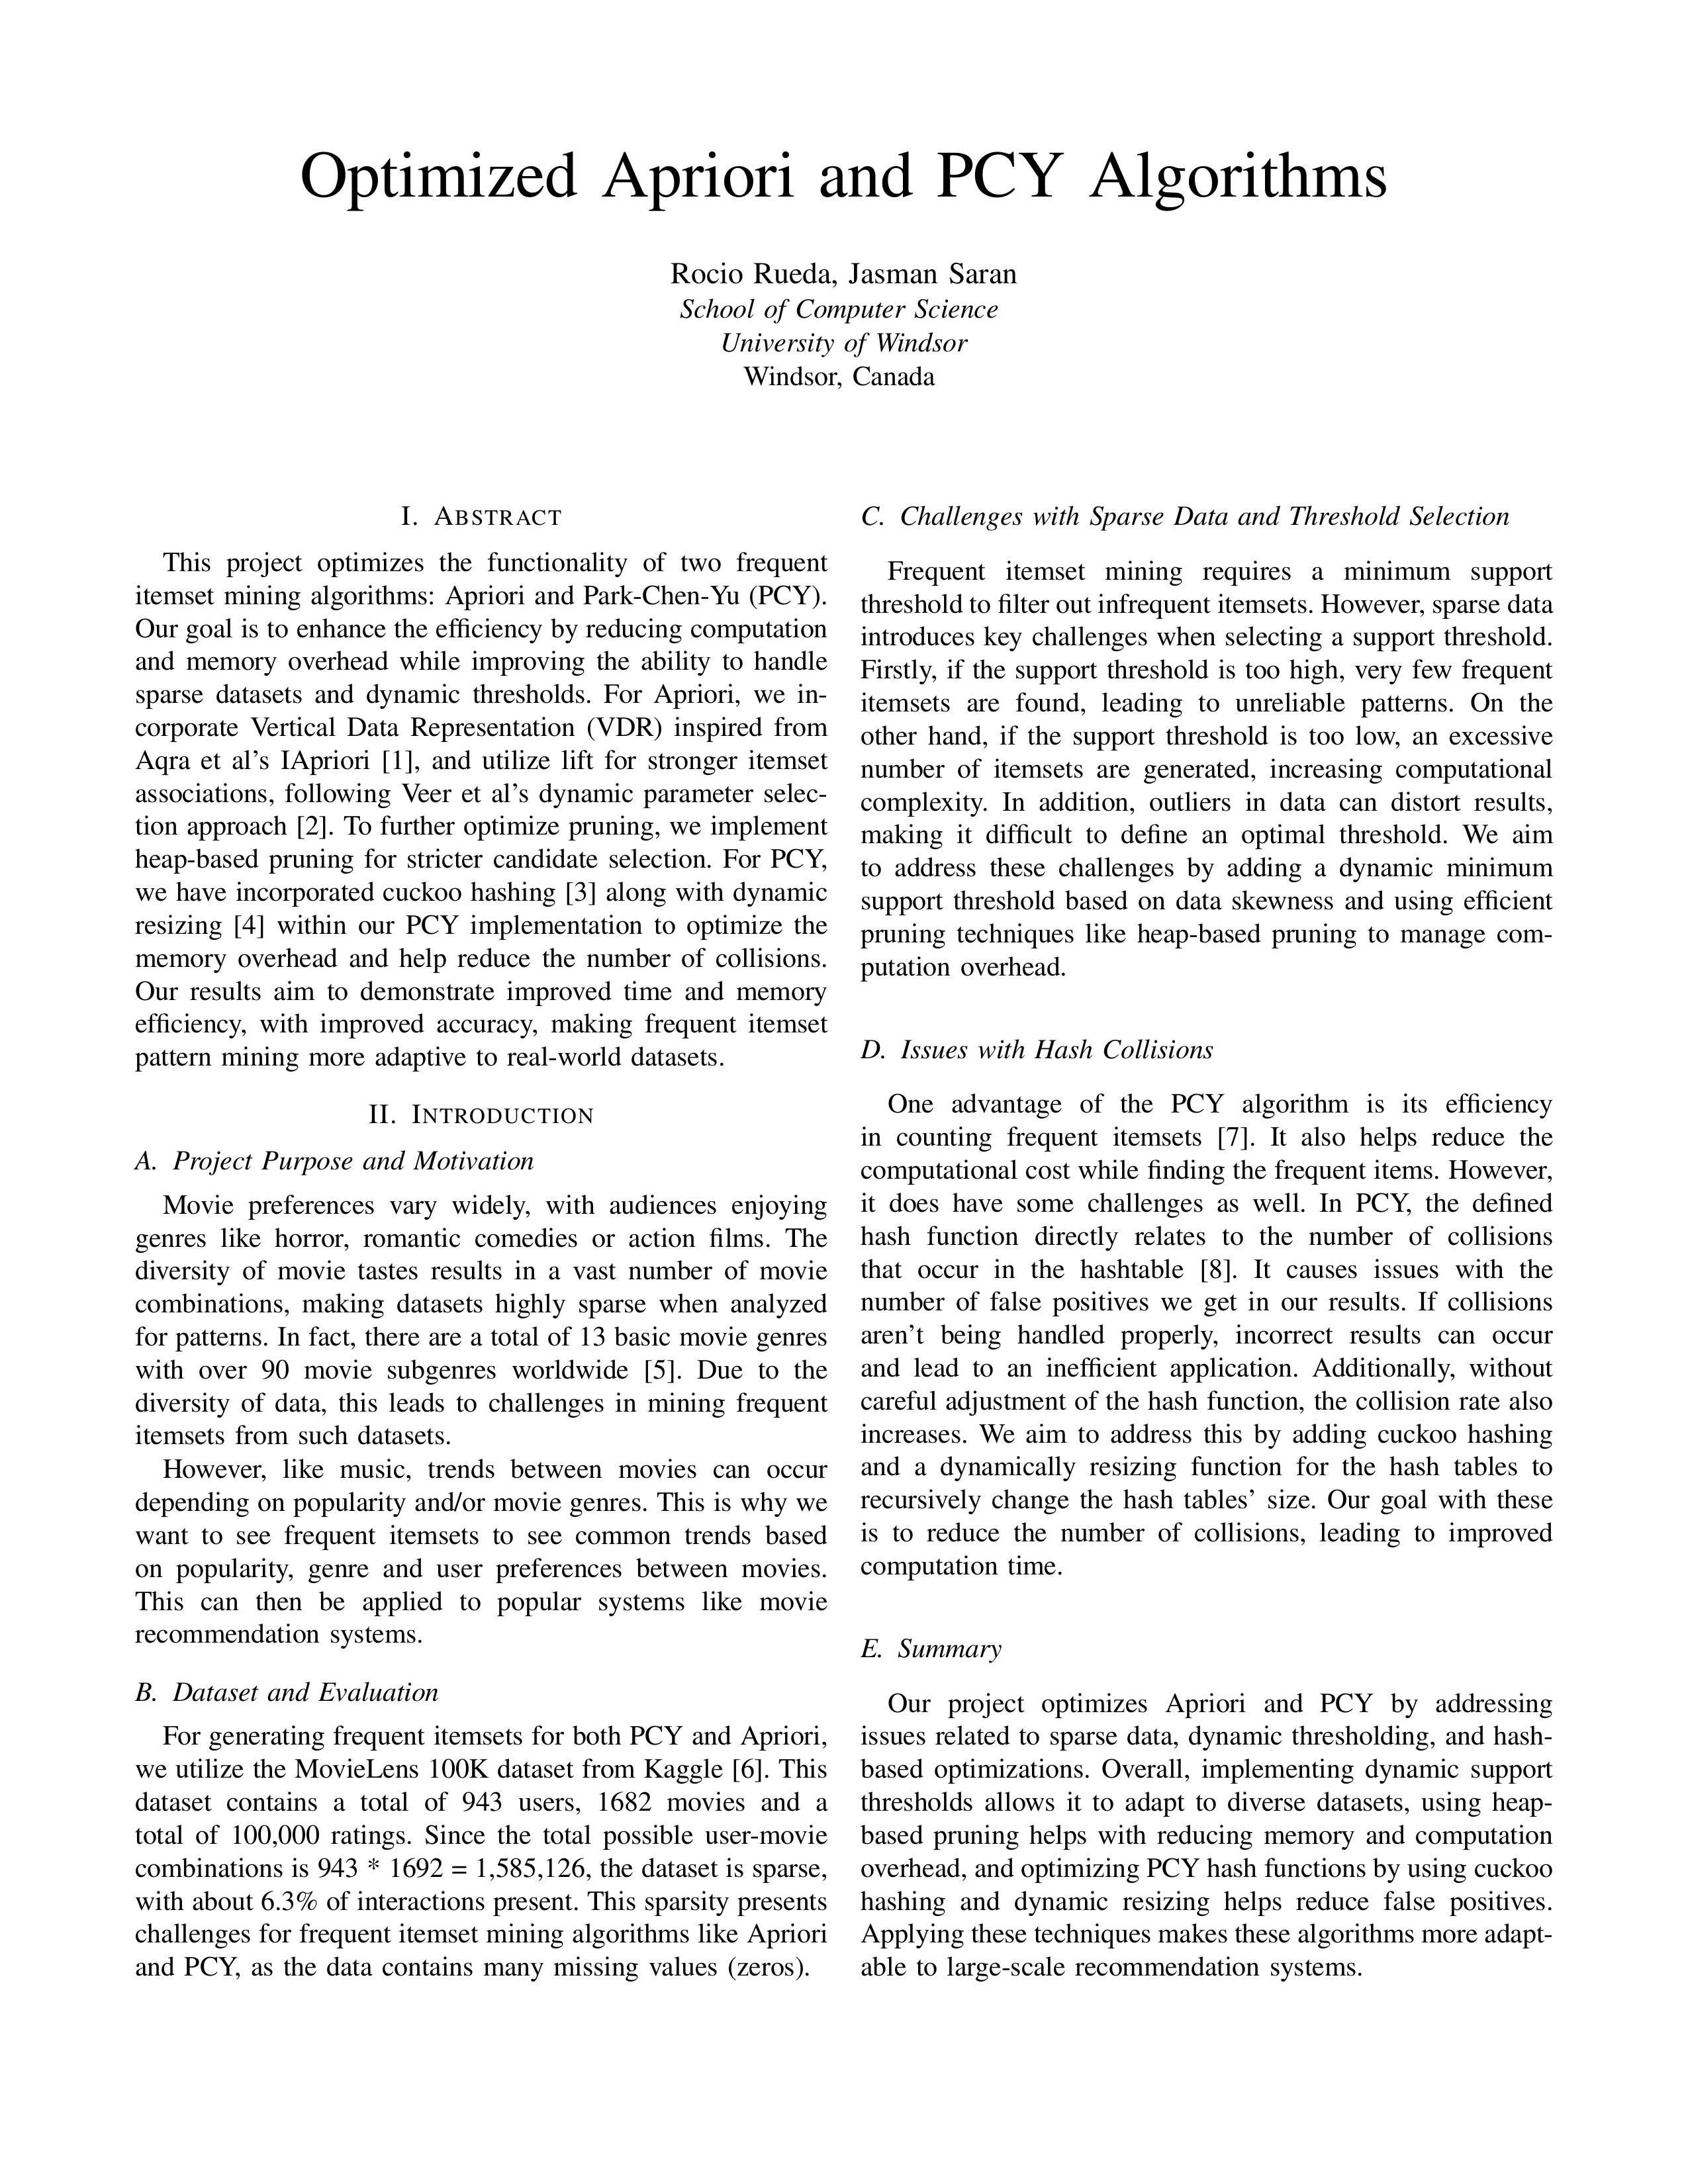 Optimized Apriori and PCY Algorithms
Rocio Rueda, Jasman Saran
School of Computer Science
University of Windsor
Windsor, Canada
I. ABSTRACT
This project optimizes the functionality of two frequent
itemset mining algorithms: Apriori and Park-Chen-Yu (PCY).
Our goal is to enhance the efficiency by reducing computation
and memory overhead while improving the ability to handle
sparse datasets and dynamic thresholds. For Apriori, we in-
corporate Vertical Data Representation (VDR) inspired from
Aqra et al's IApriori [1], and utilize lift for stronger itemset
associations, following Veer et al's dynamic parameter selec-
tion approach [2]. To further optimize pruning, we implement
heap-based pruning for stricter candidate selection. For PCY,
we have incorporated cuckoo hashing [3] along with dynamic
resizing [4] within our PCY implementation to optimize the
memory overhead and help reduce the number of collisions.
Our results aim to demonstrate improved time and memory
efficiency, with improved accuracy, making frequent itemset
pattern mining more adaptive to real-world datasets.
II. INTRODUCTION
A. Project Purpose and Motivation
Movie preferences vary widely, with audiences enjoying
genres like horror, romantic comedies or action films. The
diversity of movie tastes results in a vast number of movie
combinations, making datasets highly sparse when analyzed
for patterns. In fact, there are a total of 13 basic movie genres
with over 90 movie subgenres worldwide [5]. Due to the
diversity of data, this leads to challenges in mining frequent
itemsets from such datasets.
However, like music, trends between movies can occur
depending on popularity and/or movie genres. This is why we
want to see frequent itemsets to see common trends based
on popularity, genre and user preferences between movies.
This can then be applied to popular systems like movie
recommendation systems.
B. Dataset and Evaluation
For generating frequent itemsets for both PCY and Apriori,
we utilize the MovieLens 100K dataset from Kaggle [6]. This
dataset contains a total of 943 users, 1682 movies and a
total of 100,000 ratings. Since the total possible user-movie
combinations is 943 * 1692 = 1,585,126, the dataset is sparse,
with about 6.3% of interactions present. This sparsity presents
challenges for frequent itemset mining algorithms like Apriori
and PCY, as the data contains many missing values (zeros).
C. Challenges with Sparse Data and Threshold Selection
Frequent itemset mining requires a minimum support
threshold to filter out infrequent itemsets. However, sparse data
introduces key challenges when selecting a support threshold.
Firstly, if the support threshold is too high, very few frequent
itemsets are found, leading to unreliable patterns. On the
other hand, if the support threshold is too low, an excessive
number of itemsets are generated, increasing computational
complexity. In addition, outliers in data can distort results,
making it difficult to define an optimal threshold. We aim
to address these challenges by adding a dynamic minimum
support threshold based on data skewness and using efficient
pruning techniques like heap-based pruning to manage com-
putation overhead.
D. Issues with Hash Collisions
One advantage of the PCY algorithm is its efficiency
in counting frequent itemsets [7]. It also helps reduce the
computational cost while finding the frequent items. However,
it does have some challenges as well. In PCY, the defined
hash function directly relates to the number of collisions
that occur in the hashtable [8]. It causes issues with the
number of false positives we get in our results. If collisions
aren't being handled properly, incorrect results can occur
and lead to an inefficient application. Additionally, without
careful adjustment of the hash function, the collision rate also
increases. We aim to address this by adding cuckoo hashing
and a dynamically resizing function for the hash tables to
recursively change the hash tables' size. Our goal with these
is to reduce the number of collisions, leading to improved
computation time.
E. Summary
Our project optimizes Apriori and PCY by addressing
issues related to sparse data, dynamic thresholding, and hash-
based optimizations. Overall, implementing dynamic support
thresholds allows it to adapt to diverse datasets, using heap-
based pruning helps with reducing memory and computation
overhead, and optimizing PCY hash functions by using cuckoo
hashing and dynamic resizing helps reduce false positives.
Applying these techniques makes these algorithms more adapt-
able to large-scale recommendation systems.